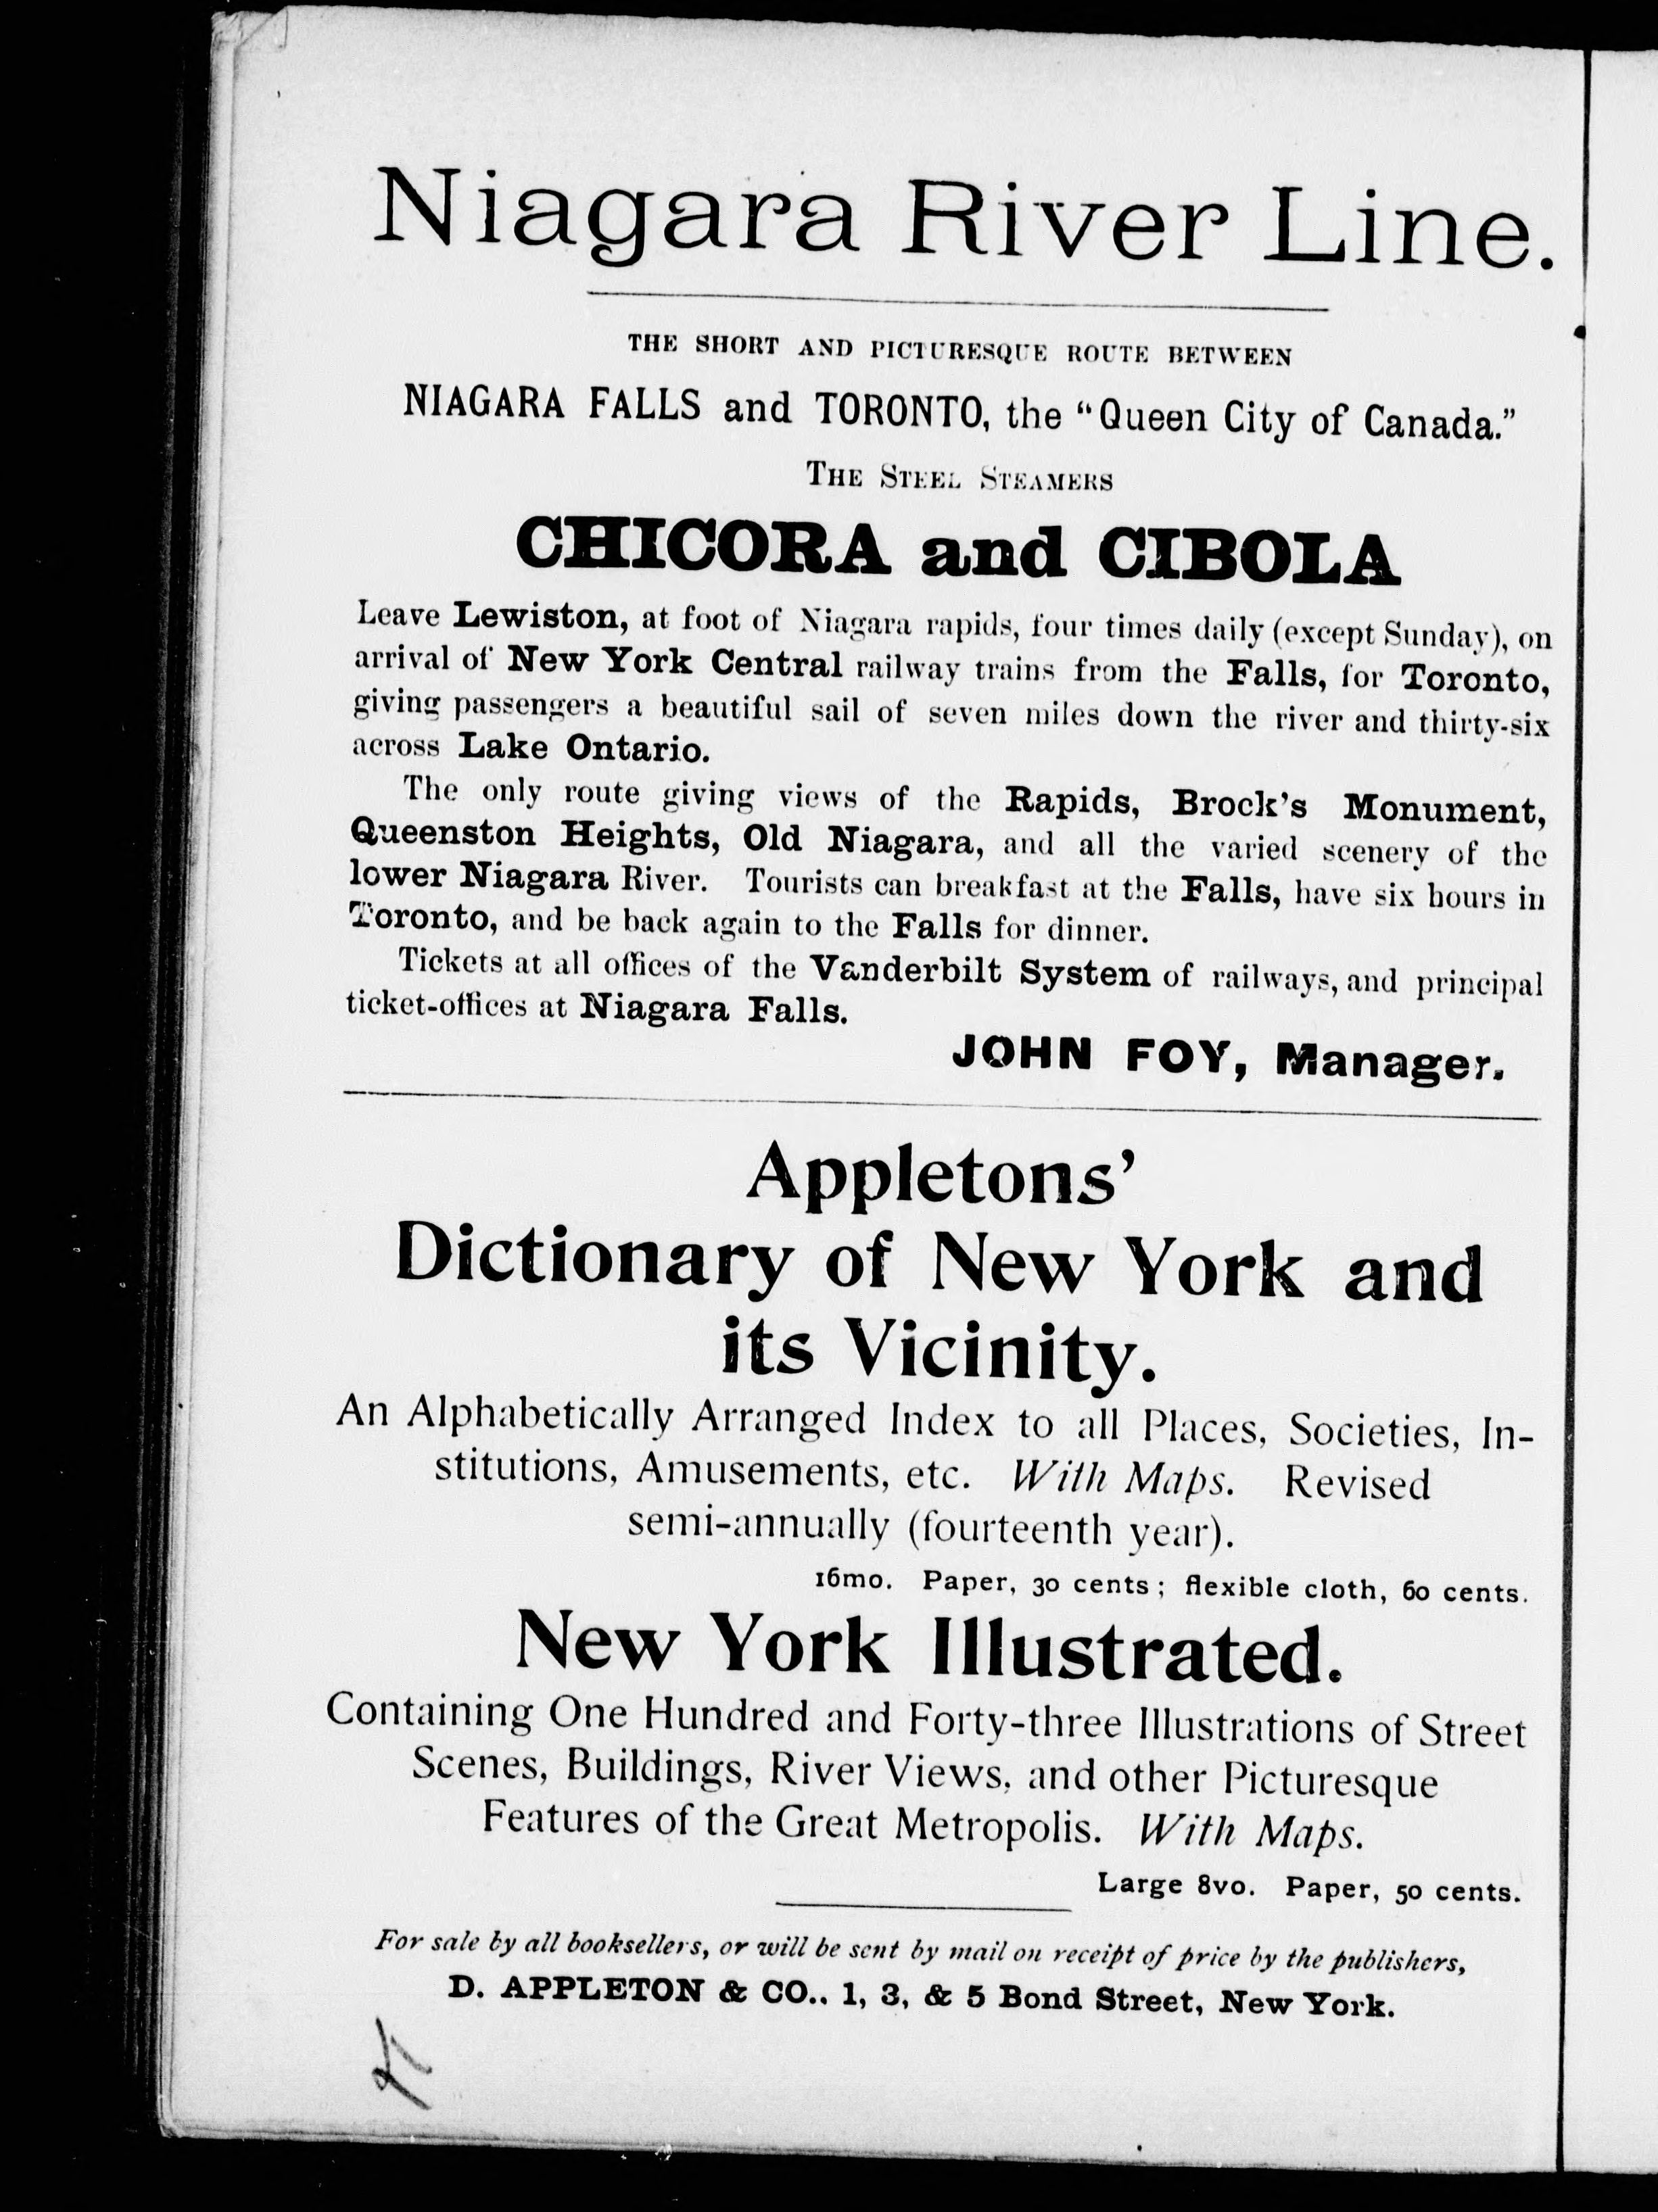 Niagara River Line.
THE SHORT AND PICTURESQUE ROUTE BETWEEN
NIAGARA FALLS and TORONTO, the "Queen City of Canada."
THE STEEL STEAMERS
CHICORA and CIBOLA
Leave Lewiston, at foot of Niagara rapids, four times daily (except Sunday), on
arrival of New York Central railway trains from the Falls, for Toronto,
giving passengers a beautiful sail of seven miles down the river and thirty-six
across Lake Ontario.
The only route giving views of the Rapids, Brock's Monument,
Queenston Heights, Old Niagara, and all the varied scenery of the
lower Niagara River. Tourists can breakfast at the Falls, have six hours in
Toronto, and be back again to the Falls for dinner.
Tickets at all offices of the Vanderbilt System of railways, and principal
ticket-offices at Niagara Falls.
JOHN FOY, Manager.
Appletons'
Dictionary of New York and
its Vicinity.
An Alphabetically Arranged Index to all Places, Societies, In-
stitutions, Amusements, etc. With Maps. Revised
semi-annually (fourteenth year).
16mo. Paper, 30 cents; flexible cloth, 60 cents.
New York Illustrated.
Containing One Hundred and Forty-three Illustrations of Street
Scenes, Buildings, River Views, and other Picturesque
Features of the Great Metropolis. With Maps.
Large 8vo. Paper, 50 cents.
For sale by all booksellers, or will be sent by mail on receipt of price by the publishers,
D. APPLETON & CO., 1, 3, & 5 Bond Street, New York.